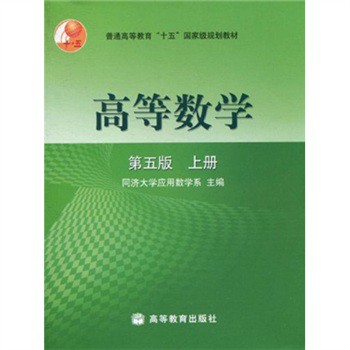 十·五
普通高等教育“十五”国家级规划教材
高等数学
第五版 上册
同济大学应用数学系 主编
高等教育出版社